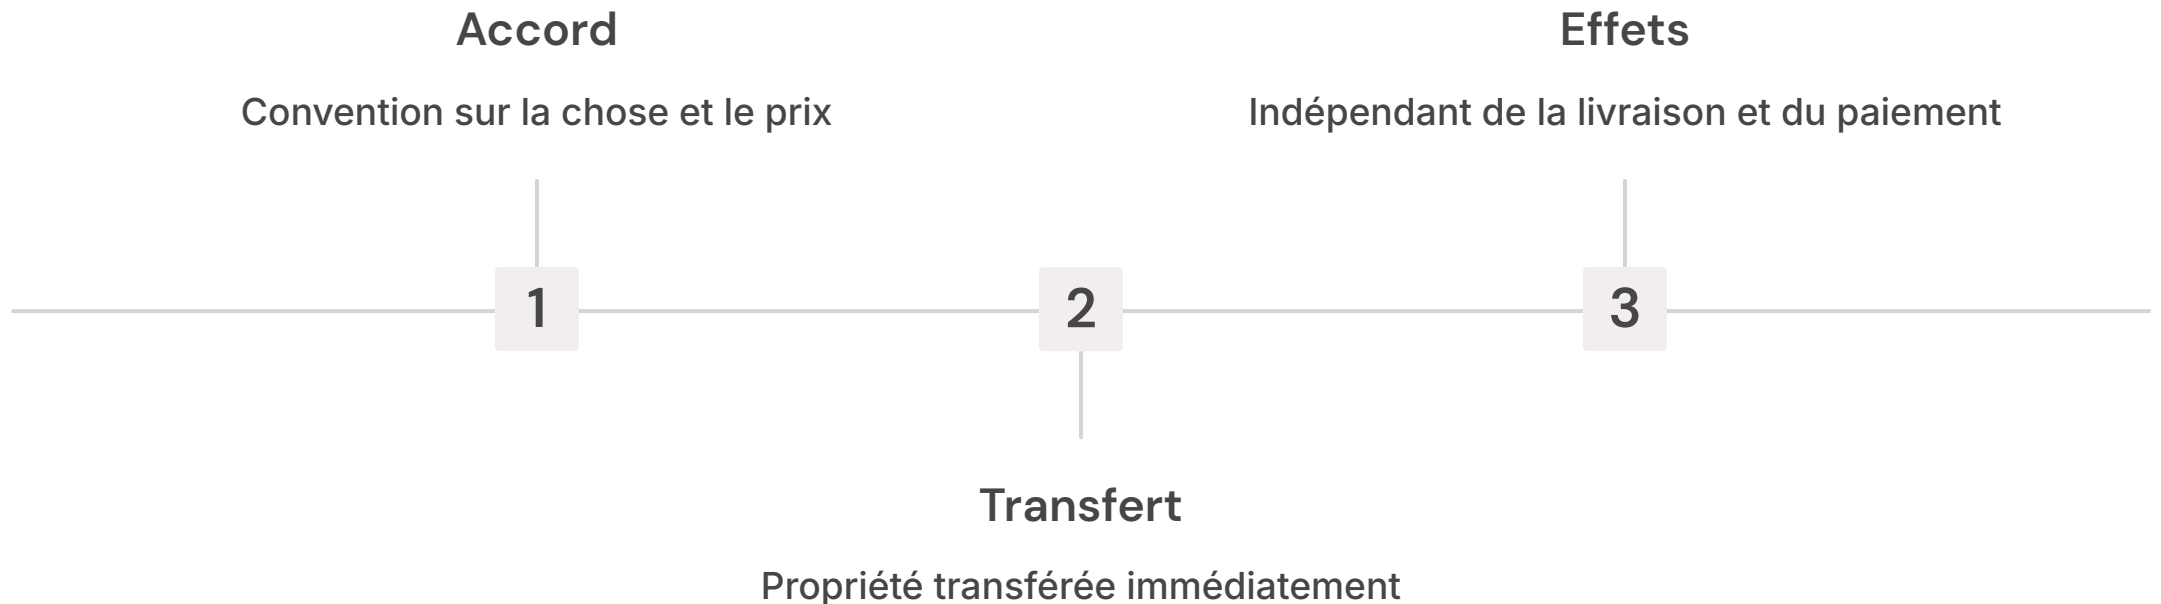 Accord
Convention sur la chose et le prix
Effets
Indépendant de la livraison et du paiement
1
2
3
Transfert
Propriété transférée immédiatement